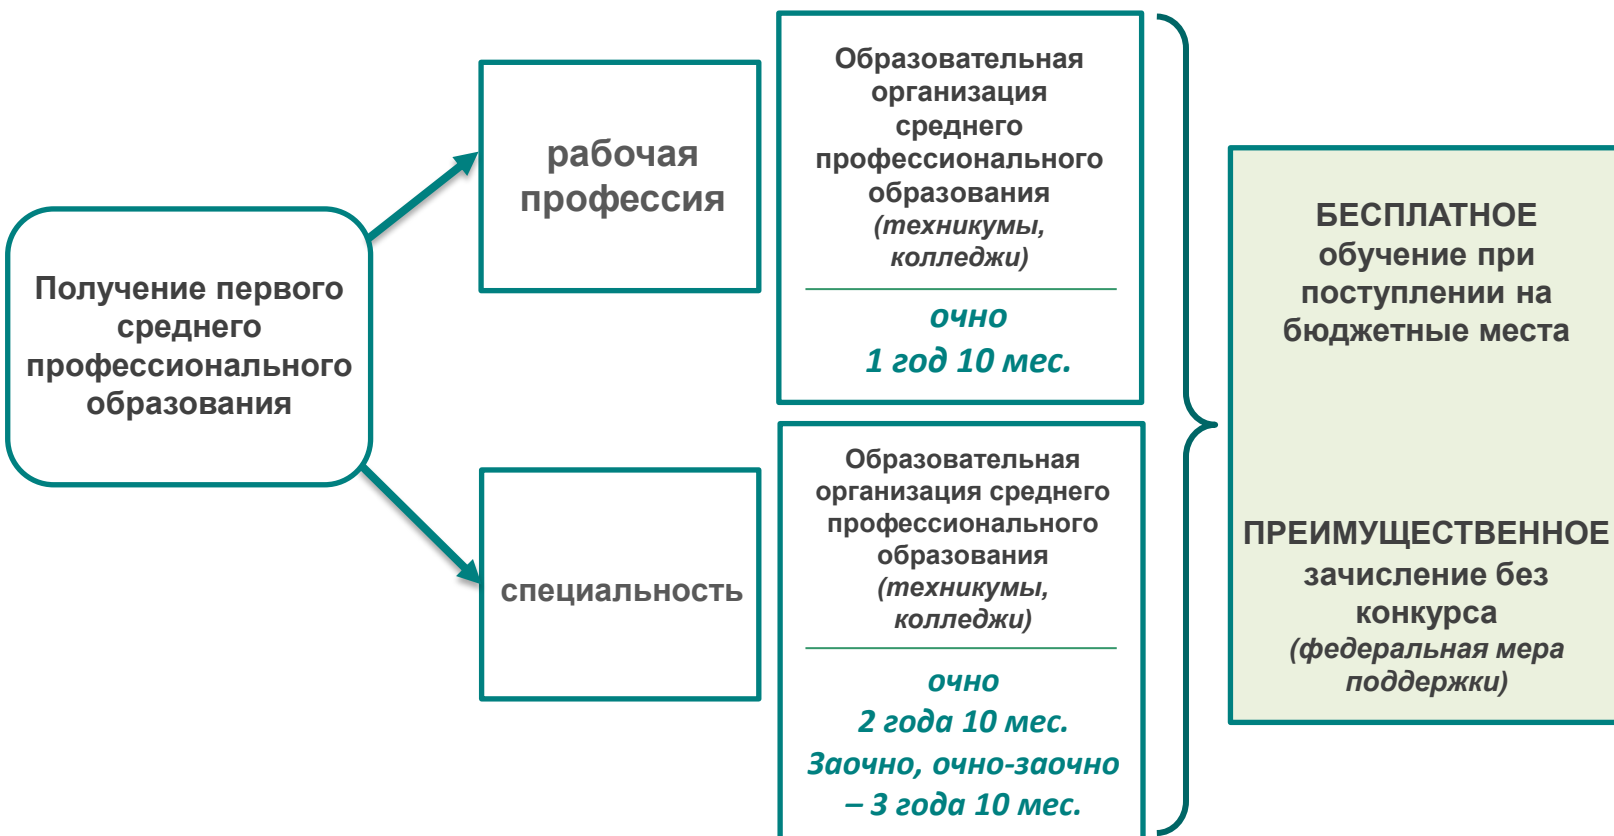 Получение первого
среднего
профессионального
образования
рабочая
профессия
Образовательная
организация
среднего
профессионального
образования
(техникумы,
колледжи)
очно
1 год 10 мес.
специальность
Образовательная
организация среднего
профессионального
образования
(техникумы,
колледжи)
очно
2 года 10 мес.
Заочно, очно-заочно
– 3 года 10 мес.
БЕСПЛАТНОЕ
обучение при
поступлении на
бюджетные места
ПРЕИМУЩЕСТВЕННОЕ
зачисление без
конкурса
(федеральная мера
поддержки)